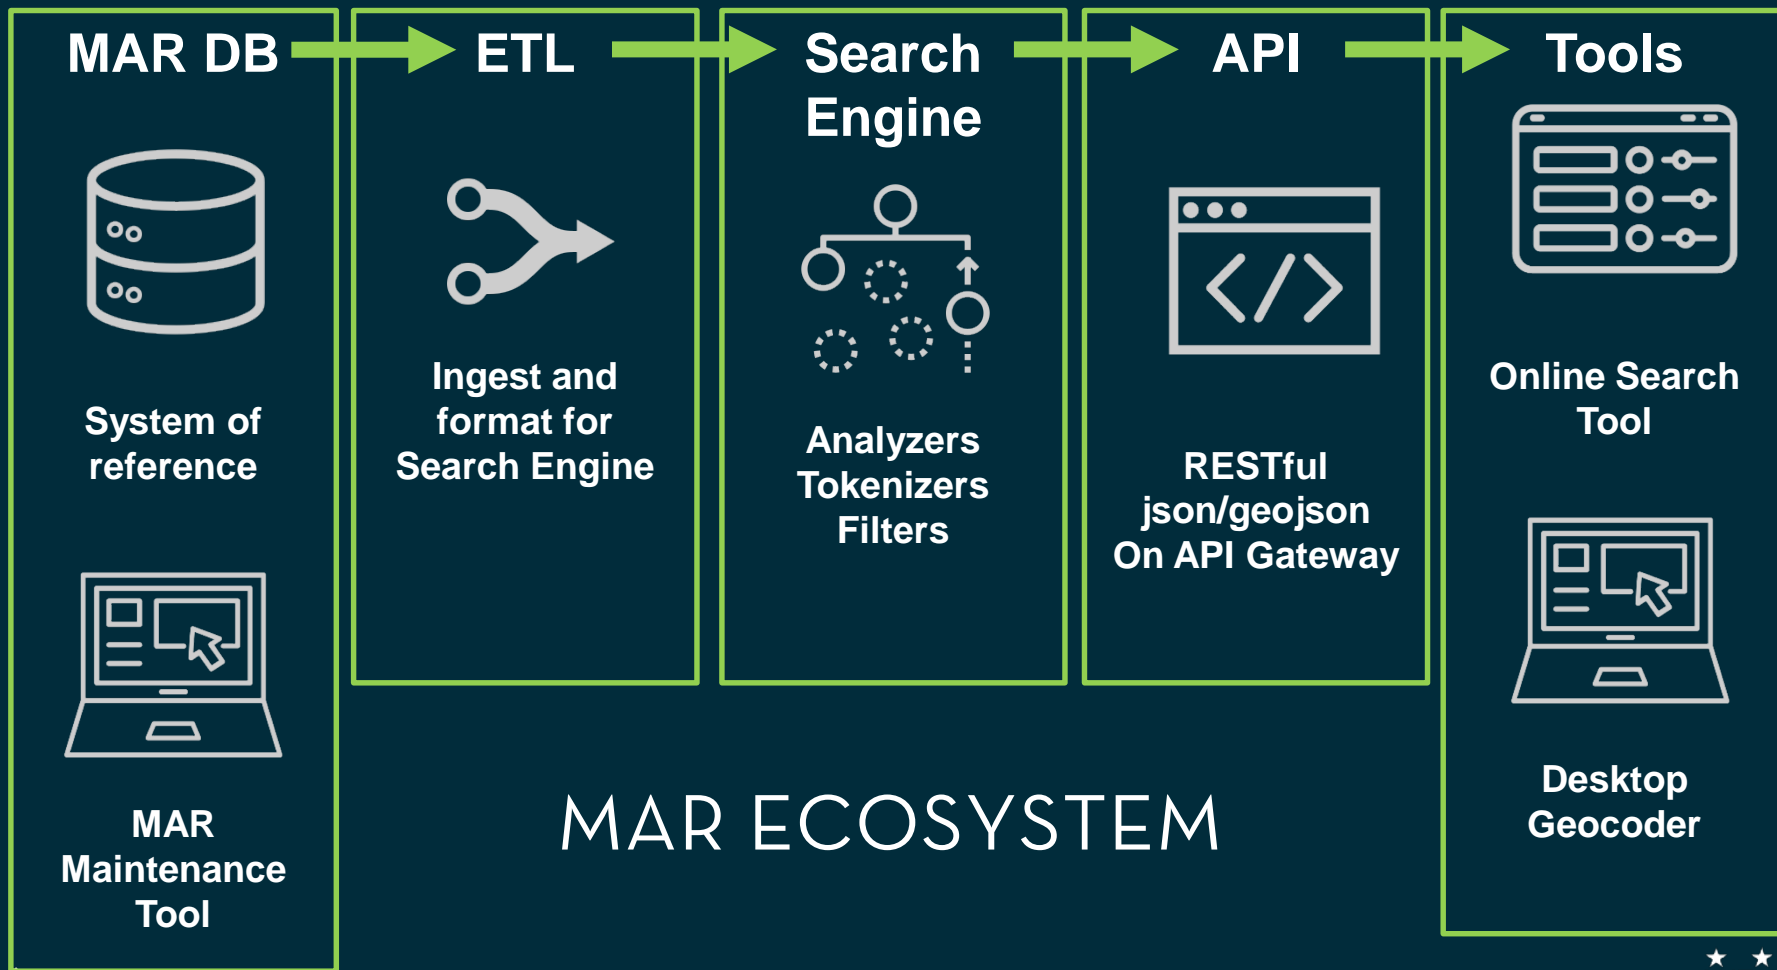 MAR DB
System of
reference
MAR
Maintenance
Tool
ETL
Ingest and
format for
Search Engine
Search
Engine
Analyzers
Tokenizers
Filters
API
</>
RESTful
json/geojson
On API Gateway
Tools
Online Search
Tool
Desktop
Geocoder
MAR ECOSYSTEM